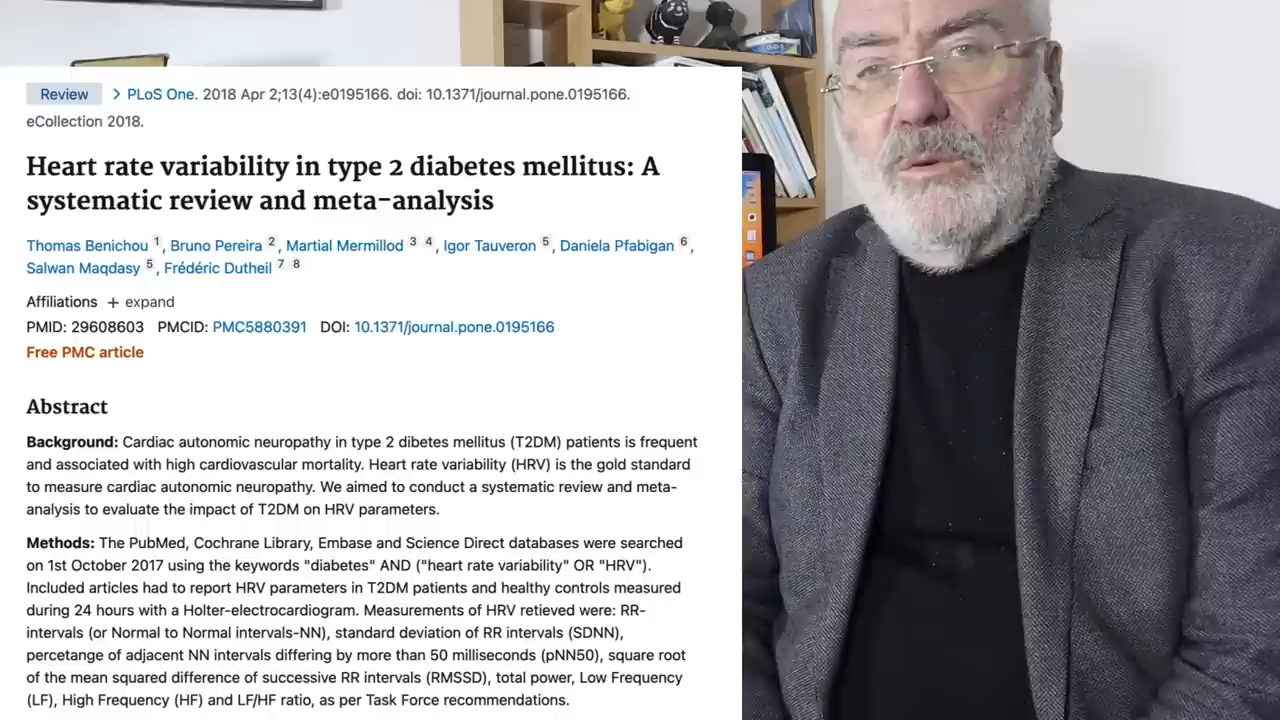 Review > PLoS One. 2018 Apr 2;13(4):e0195166. doi: 10.1371/journal.pone.0195166.
eCollection 2018.
Heart rate variability in type 2 diabetes mellitus: A
systematic review and meta-analysis
Thomas Benichou 1, Bruno Pereira 2, Martial Mermillod 3 4, Igor Tauveron 5, Daniela Pfabigan 6,
Salwan Maqdasy 5, Frédéric Dutheil 7 8
Affiliations + expand
PMID: 29608603 PMCID: PMC5880391 DOI: 10.1371/journal.pone.0195166
Free PMC article
Abstract
Background: Cardiac autonomic neuropathy in type 2 dibetes mellitus (T2DM) patients is frequent
and associated with high cardiovascular mortality. Heart rate variability (HRV) is the gold standard
to measure cardiac autonomic neuropathy. We aimed to conduct a systematic review and meta-
analysis to evaluate the impact of T2DM on HRV parameters.
Methods: The PubMed, Cochrane Library, Embase and Science Direct databases were searched
on 1st October 2017 using the keywords "diabetes" AND ("heart rate variability" OR "HRV").
Included articles had to report HRV parameters in T2DM patients and healthy controls measured
during 24 hours with a Holter-electrocardiogram. Measurements of HRV retieved were: RR-
intervals (or Normal to Normal intervals-NN), standard deviation of RR intervals (SDNN),
percetange of adjacent NN intervals differing by more than 50 milliseconds (pNN50), square root
of the mean squared difference of successive RR intervals (RMSSD), total power, Low Frequency
(LF), High Frequency (HF) and LF/HF ratio, as per Task Force recommendations.